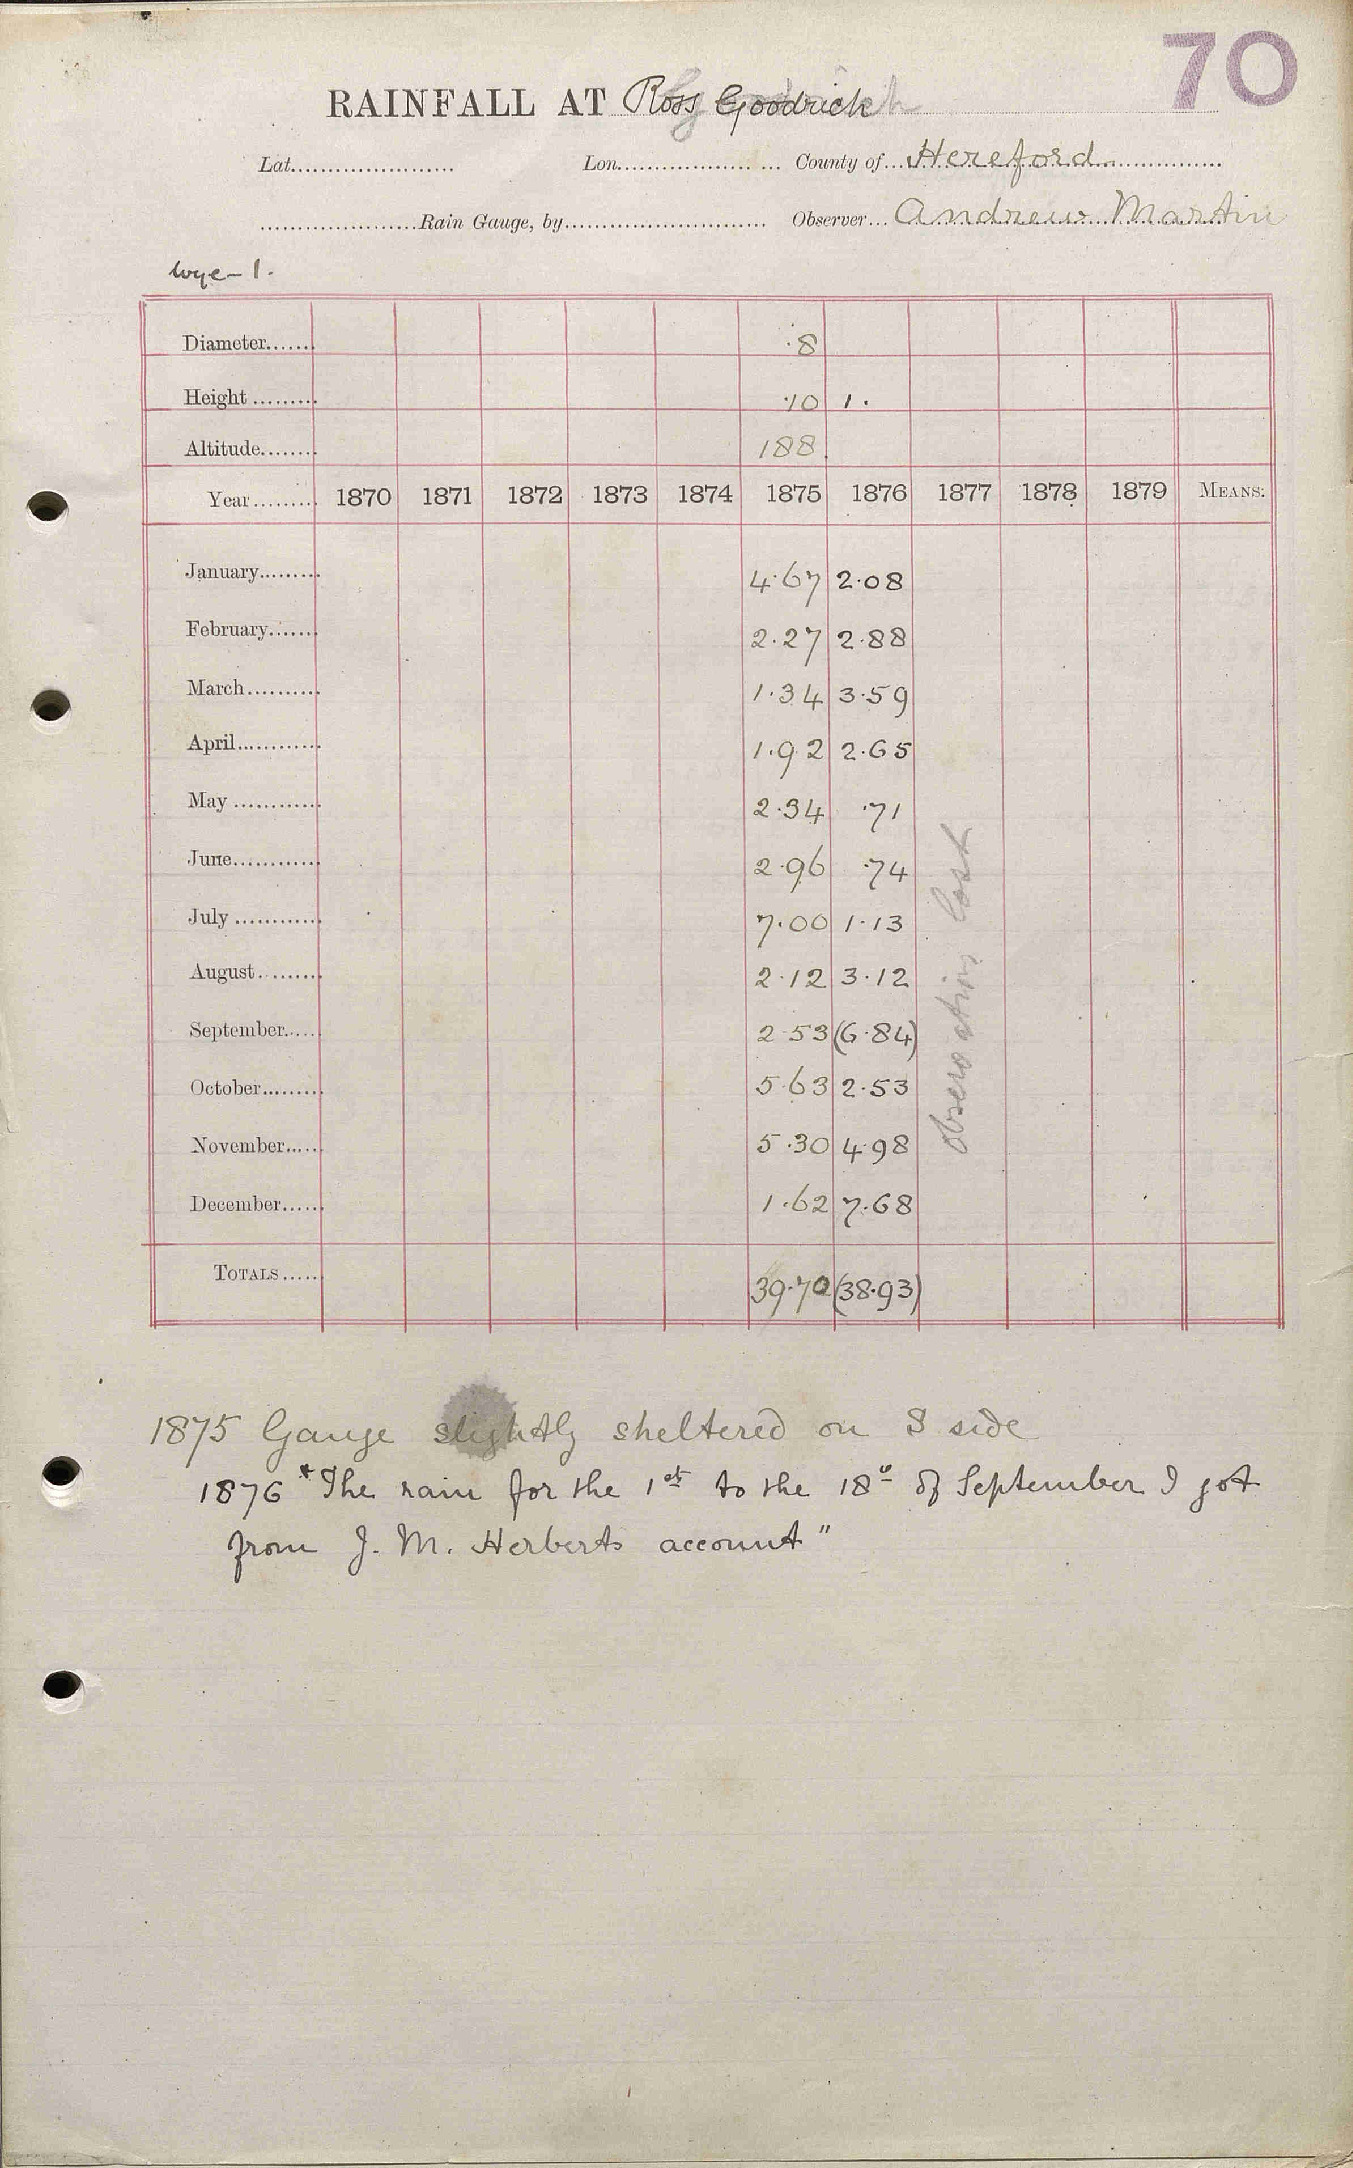 70
RAINFALL AT Ross Goodrich
Lat. Lon. County of Hereford
Rain Gauge, by Observer Andrew Martin
Wye - 1.
Diameter ·8
Height ·10 1.
Altitude 188
Year 1870 1871 1872 1873 1874 1875 1876 1877 1878 1879 MEANS.
January 4.67 2.08
February 2.27 2.88
March 1.34 3.59
April 1.92 2.65
May 2.34 .71
June 2.96 .74
July 7.00 1.13
August 2.12 3.12
September 2.53 (6.84)
October 5.63 2.53
November 5.30 4.98
December 1.62 7.68
observations lost
TOTALS 39.70 (38.93)
1875 Gauge slightly sheltered on S side
1876 "The rain for the 1st to the 18th of September I got
from J. M. Herberts account"